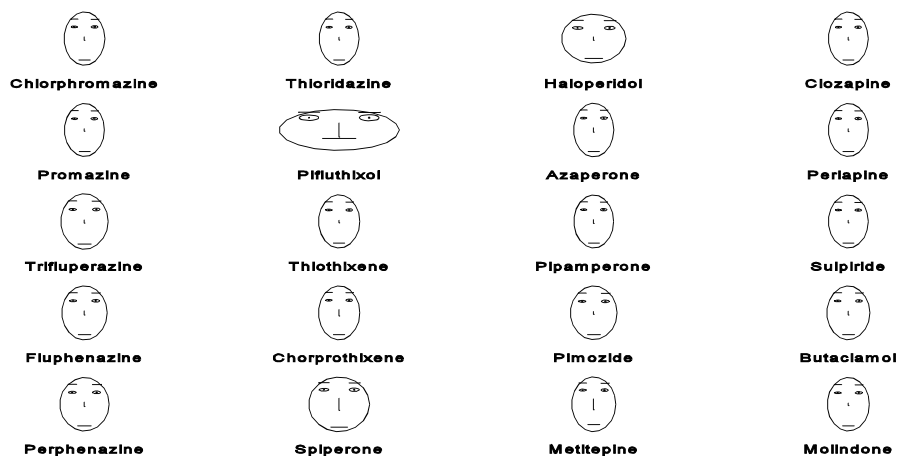 Chlorphromazine Thioridazine Haloperidol Clozapine
Promazine Pifluthixol Azaperone Perlapine
Trifluperazine Thiothixene Pipamperone Sulpiride
Fluphenazine Chorprothixene Pimozide Butaclamol
Perphenazine Spiperone Metitepine Molindone